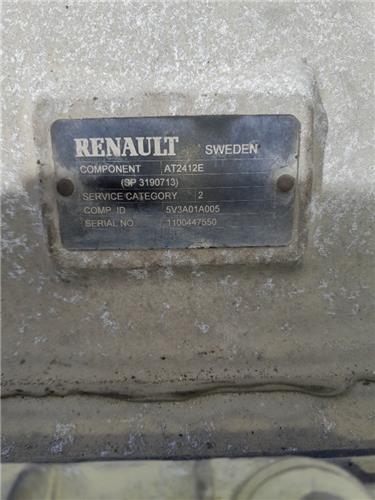 RENAULT SWEDEN
COMPONENT AT2412E
(SP 3190713)
SERVICE CATEGORY 2
COMP. ID 5V3A01A005
SERIAL NO 1100447550